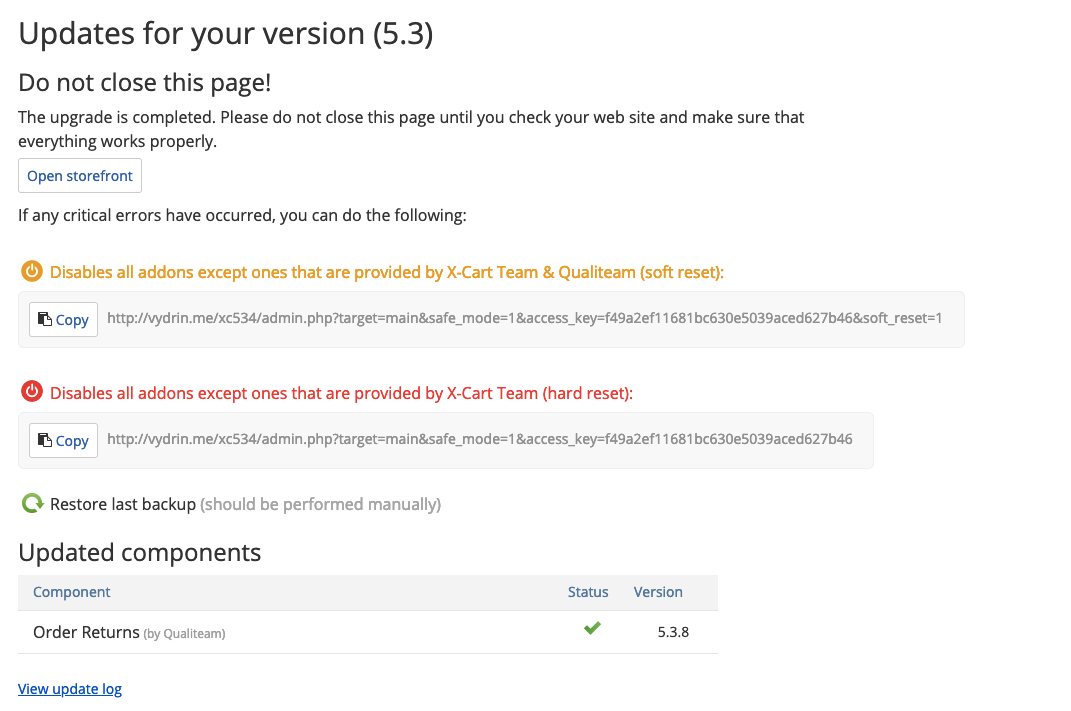 Updates for your version (5.3)
Do not close this page!
The upgrade is completed. Please do not close this page until you check your web site and make sure that
everything works properly.
Open storefront
If any critical errors have occurred, you can do the following:
Disables all addons except ones that are provided by X-Cart Team & Qualiteam (soft reset):
Copy http://vydrin.me/xc534/admin.php?target=main&safe_mode=1&access_key=f49a2ef11681bc630e5039aced627b46&soft_reset=1
Disables all addons except ones that are provided by X-Cart Team (hard reset):
Copy http://vydrin.me/xc534/admin.php?target=main&safe_mode=1&access_key=f49a2ef11681bc630e5039aced627b46
Restore last backup (should be performed manually)
Updated components
Component Status Version
Order Returns (by Qualiteam) 5.3.8
View update log